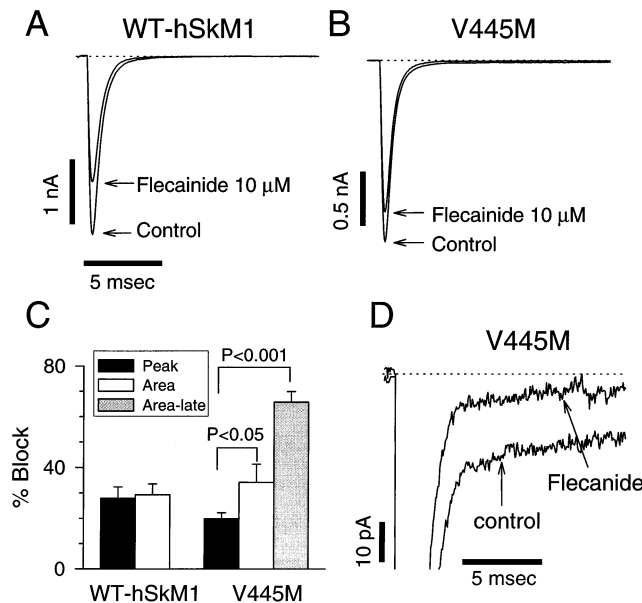 A
WT-hSkM1
1 nA
Flecainide 10 μM
Control
5 msec
B
V445M
0.5 nA
Flecainide 10 μM
Control
C
80
40
0
% Block
Peak
Area
Area-late
P<0.001
P<0.05
WT-hSkM1
V445M
D
V445M
Flecanide
control
10 pA
5 msec